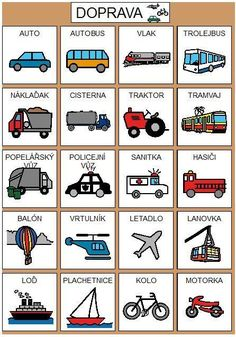 DOPRAVA
AUTO
AUTOBUS
VLAK
TROLEJBUS
NÁKLAĎAK
CISTERNA
TRAKTOR
TRAMVAJ
POPELÁŘSKÝ
VŮZ
POLICEJNÍ
VŮZ
SANITKA
HASIČI
BALÓN
VRTULNÍK
LETADLO
LANOVKA
LOĎ
PLACHETNICE
KOLO
MOTORKA